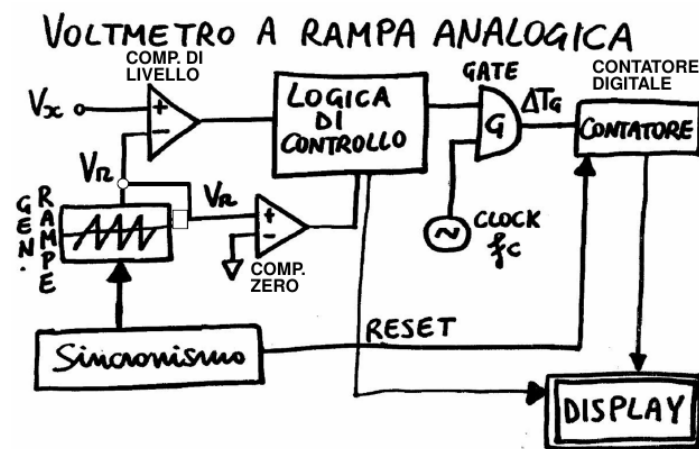 VOLTMETRO A RAMPA ANALOGICA
COMP. DI
LIVELLO
GATE
CONTATORE
DIGITALE
Vx
+
-
LOGICA
DI
CONTROLLO
G
ΔTG
CONTATORE
VR
VR
GEN.
RAMPE
+
-
COMP.
ZERO
~
CLOCK
fc
Sincronismo
RESET
DISPLAY